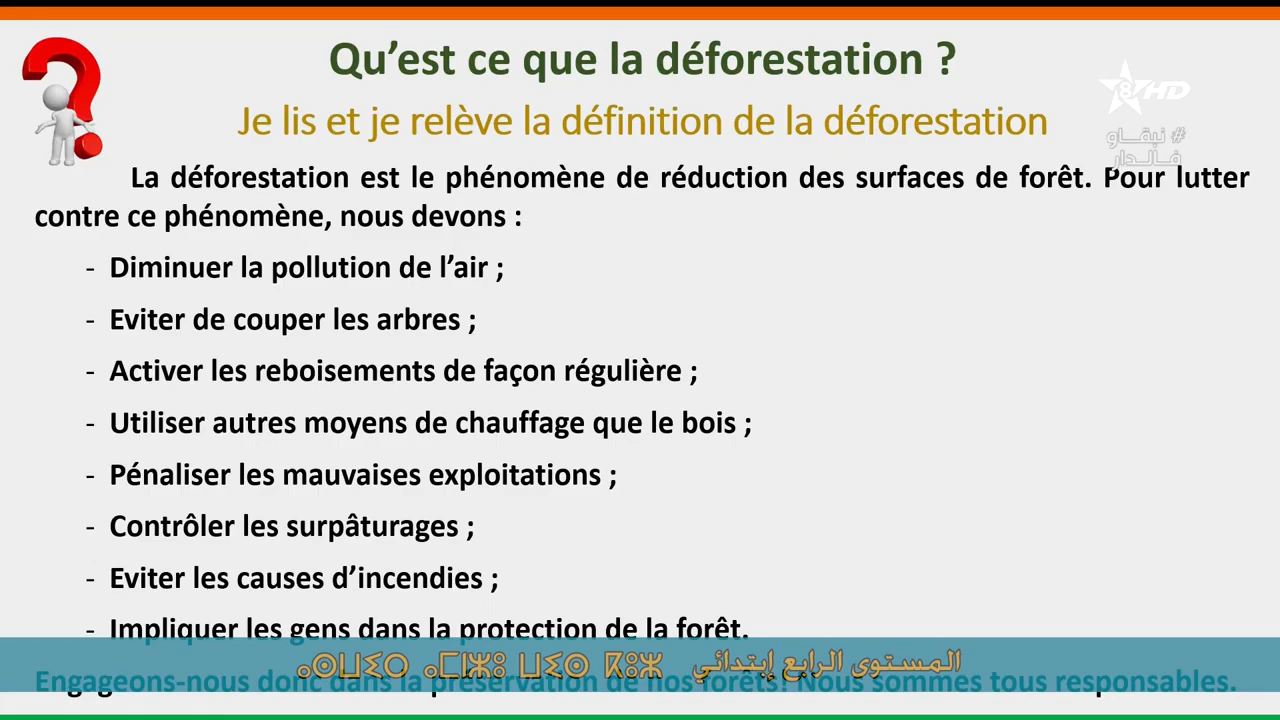 Qu’est ce que la déforestation ?
Je lis et je relève la définition de la déforestation
8 HD
# نبقاو
فالدار
La déforestation est le phénomène de réduction des surfaces de forêt. Pour lutter
contre ce phénomène, nous devons :
- Diminuer la pollution de l’air ;
- Eviter de couper les arbres ;
- Activer les reboisements de façon régulière ;
- Utiliser autres moyens de chauffage que le bois ;
- Pénaliser les mauvaises exploitations ;
- Contrôler les surpâturages ;
- Eviter les causes d’incendies ;
- Impliquer les gens dans la protection de la forêt.
المستوى الرابع إبتدائي
Engageons-nous donc dans la préservation de nos forêts! Nous sommes tous responsables.